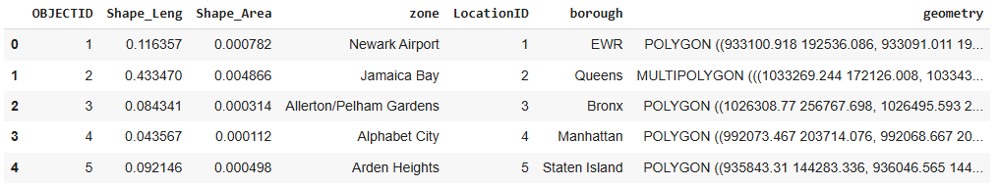 OBJECTID Shape_Leng Shape_Area zone LocationID borough geometry
0 1 0.116357 0.000782 Newark Airport 1 EWR POLYGON ((933100.918 192536.086, 933091.011 19...
1 2 0.433470 0.004866 Jamaica Bay 2 Queens MULTIPOLYGON (((1033269.244 172126.008, 103343...
2 3 0.084341 0.000314 Allerton/Pelham Gardens 3 Bronx POLYGON ((1026308.77 256767.698, 1026495.593 2...
3 4 0.043567 0.000112 Alphabet City 4 Manhattan POLYGON ((992073.467 203714.076, 992068.667 20...
4 5 0.092146 0.000498 Arden Heights 5 Staten Island POLYGON ((935843.31 144283.336, 936046.565 144...